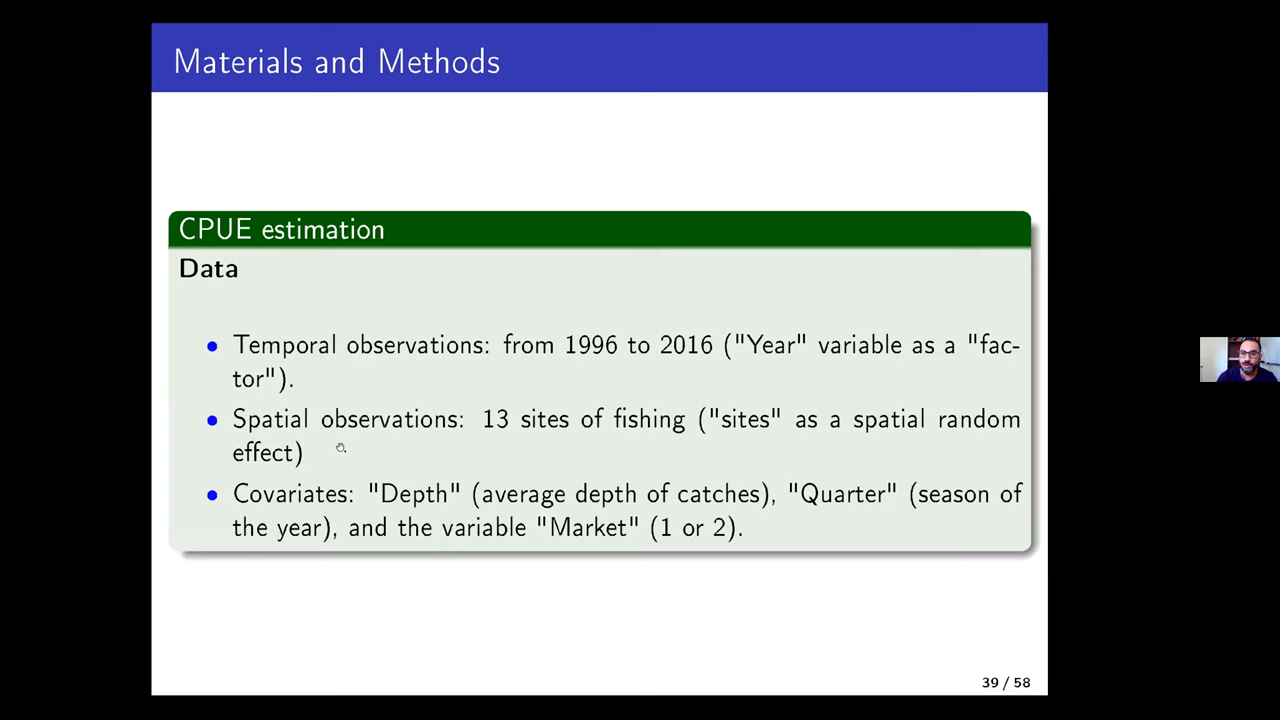 Materials and Methods
CPUE estimation
Data
Temporal observations: from 1996 to 2016 ("Year" variable as a "fac-
tor").
Spatial observations: 13 sites of fishing ("sites" as a spatial random
effect)
Covariates: "Depth" (average depth of catches), "Quarter" (season of
the year), and the variable "Market" (1 or 2).
39 / 58